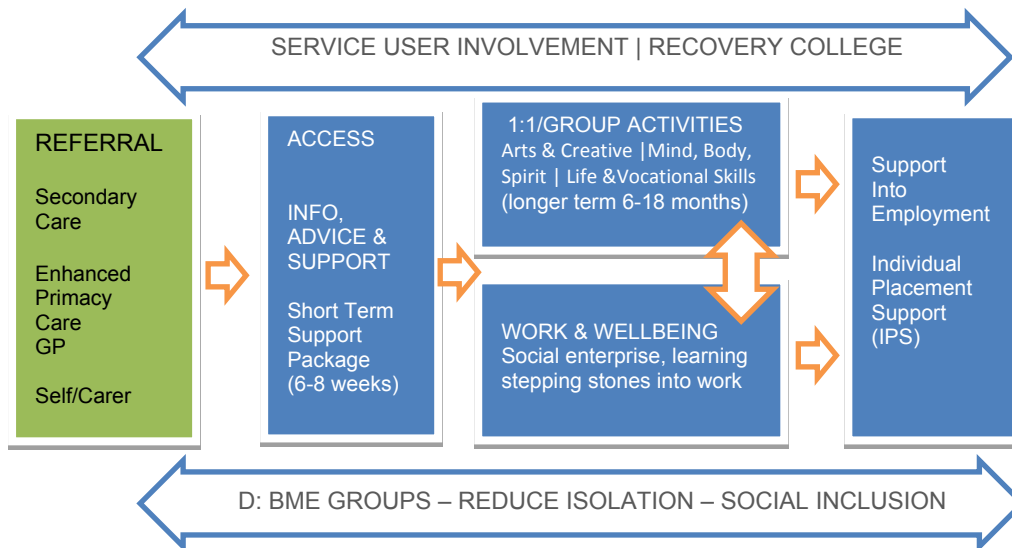 SERVICE USER INVOLVEMENT | RECOVERY COLLEGE
REFERRAL
Secondary
Care
Enhanced
Primacy
Care
GP
Self/Carer
ACCESS
INFO,
ADVICE &
SUPPORT
Short Term
Support
Package
(6-8 weeks)
1:1/GROUP ACTIVITIES
Arts & Creative |Mind, Body,
Spirit | Life &Vocational Skills
(longer term 6-18 months)
WORK & WELLBEING
Social enterprise, learning
stepping stones into work
Support
Into
Employment
Individual
Placement
Support
(IPS)
D: BME GROUPS – REDUCE ISOLATION – SOCIAL INCLUSION